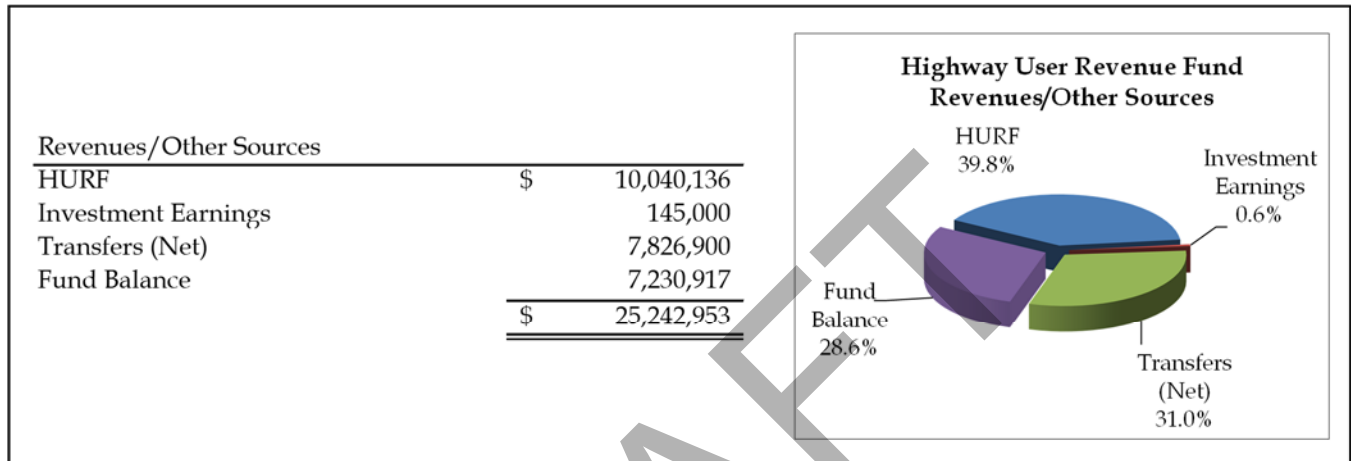 Revenues/Other Sources
HURF $ 10,040,136
Investment Earnings 145,000
Transfers (Net) 7,826,900
Fund Balance 7,230,917
$ 25,242,953
Highway User Revenue Fund
Revenues/Other Sources
HURF
39.8%
Investment
Earnings
0.6%
Fund
Balance
28.6%
Transfers
(Net)
31.0%
AFT